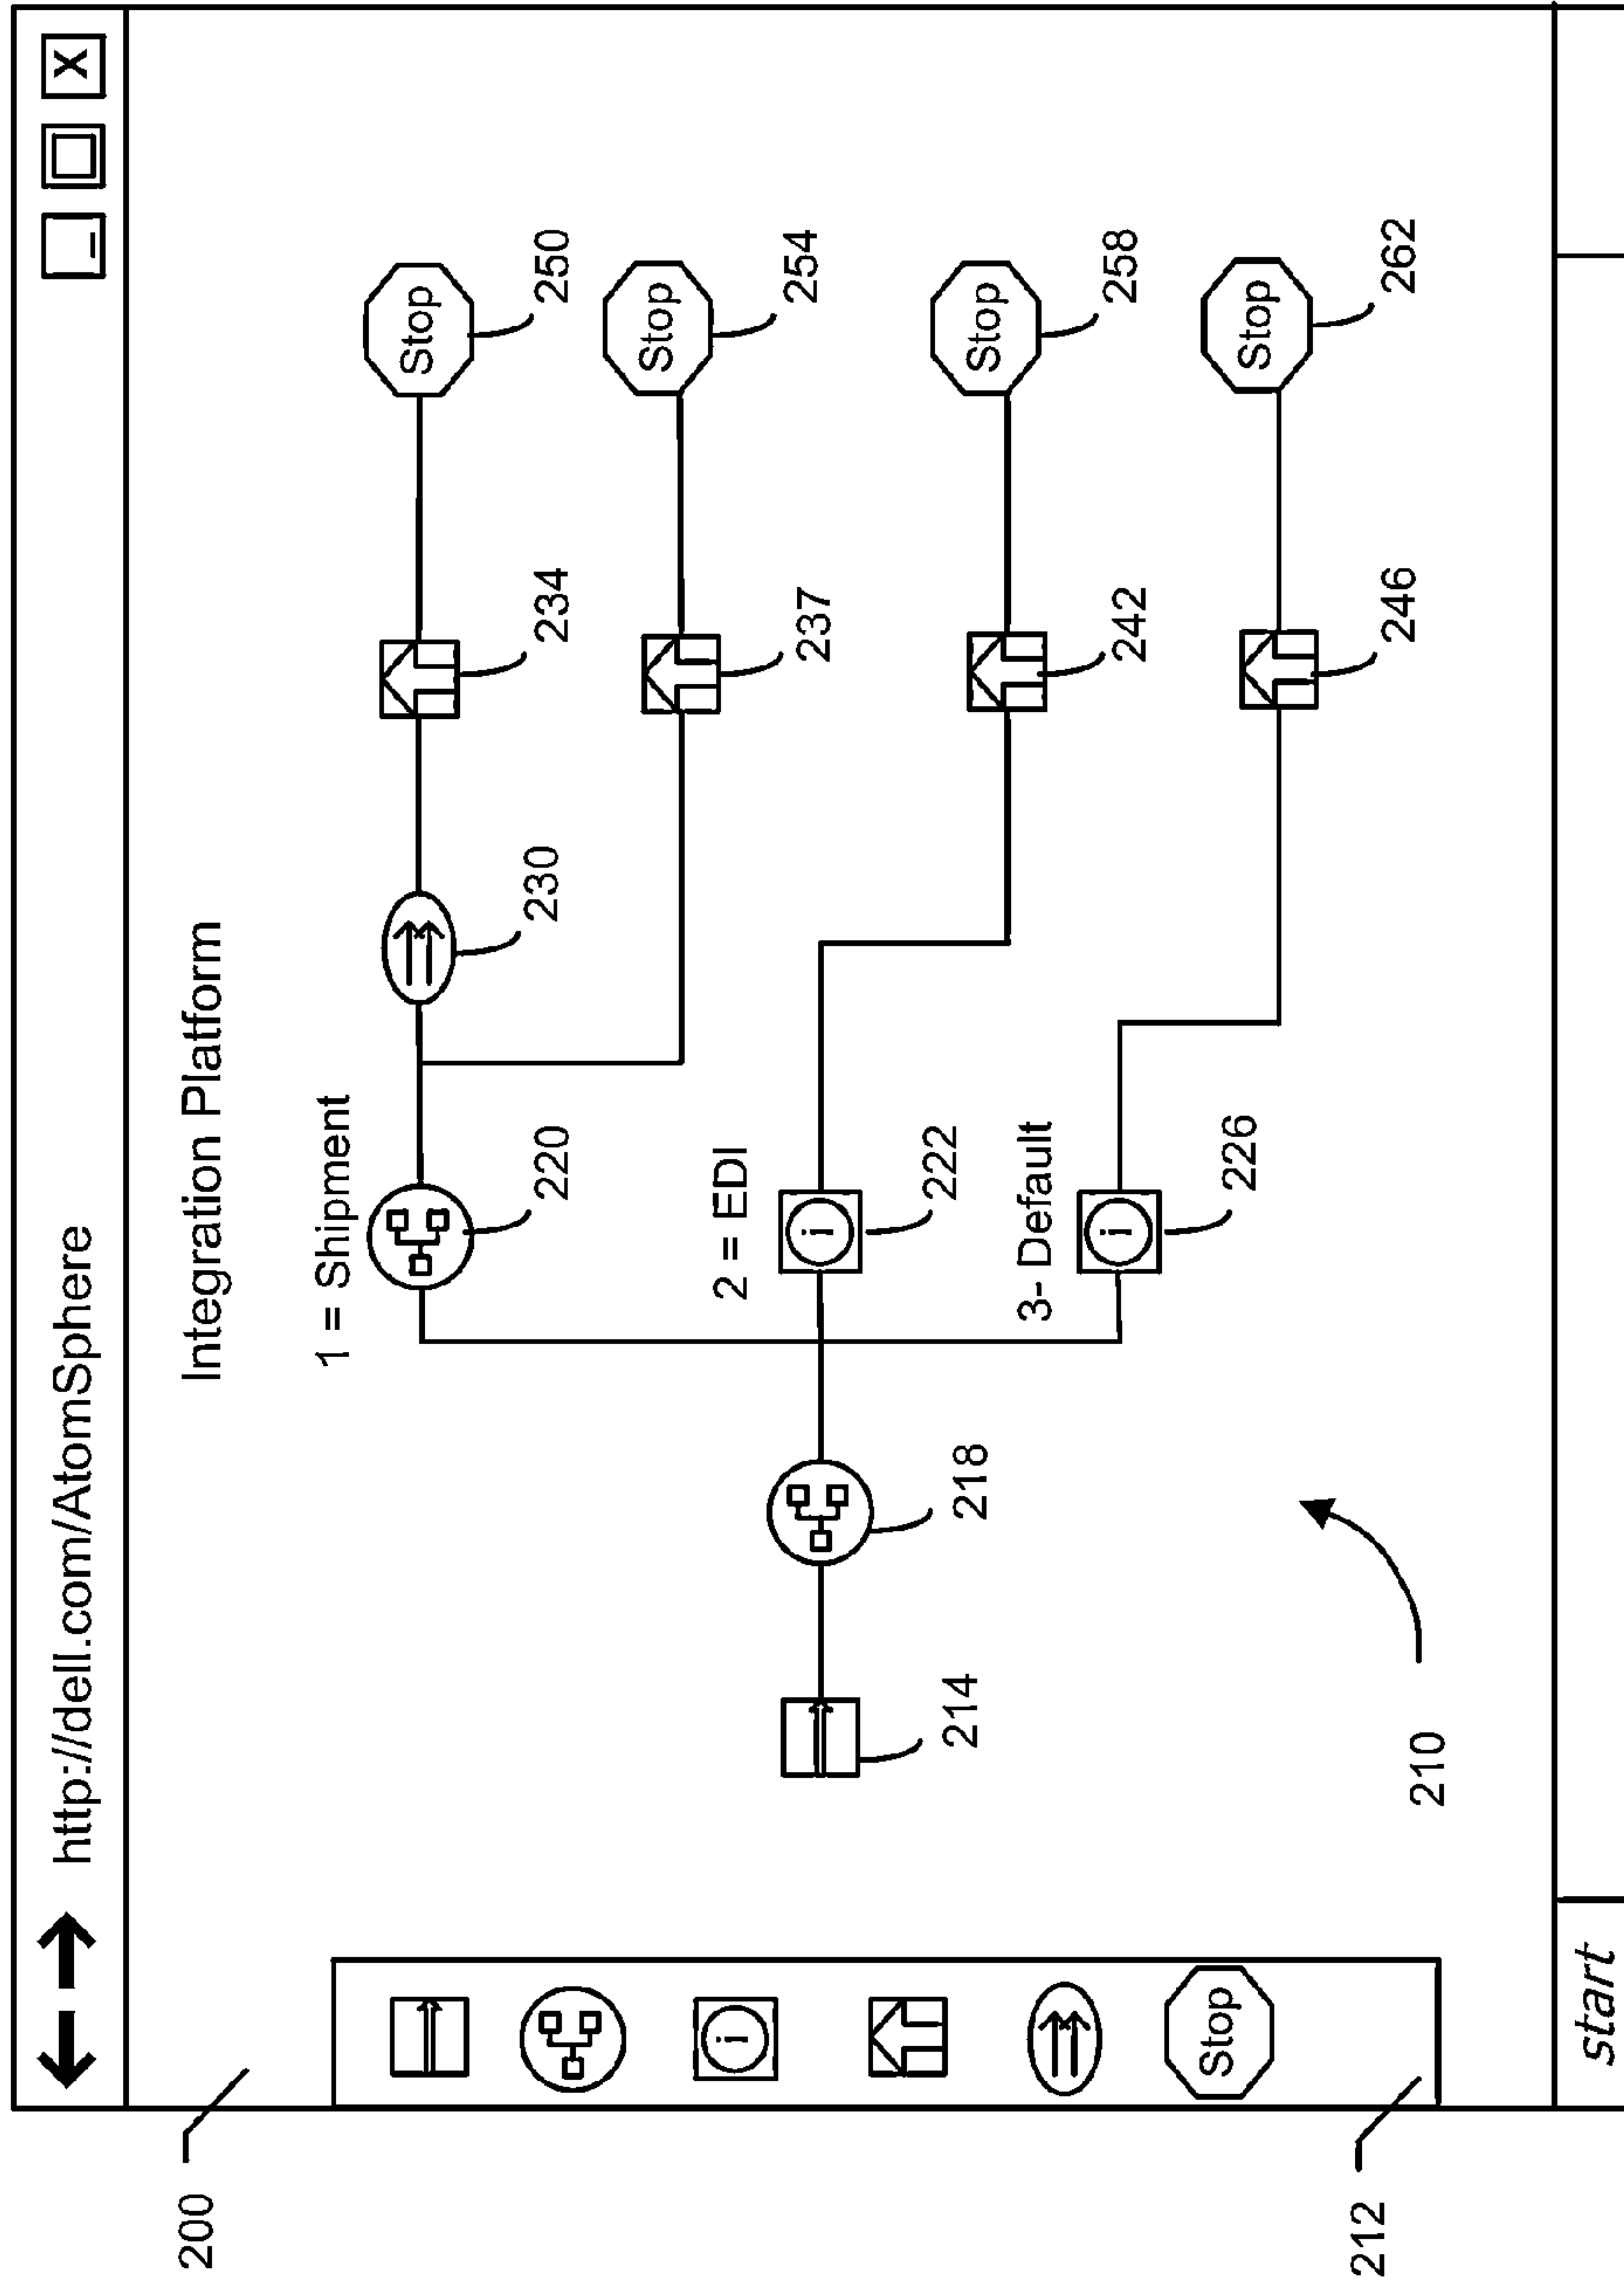 http://dell.com/AtomSphere
_
X
200
Integration Platform
1 = Shipment
220
230
234
Stop
250
237
Stop
254
2 = EDI
i
222
214
218
242
Stop
258
3- Default
i
226
246
Stop
262
i
Stop
210
212
start